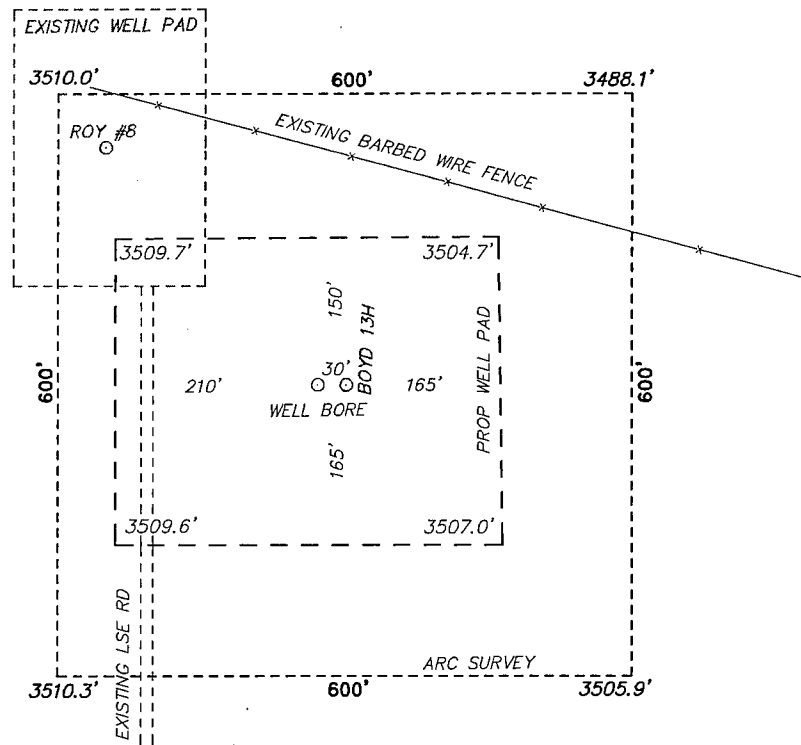 EXISTING WELL PAD
3510.0'
600'
3488.1'
ROY #8
EXISTING BARBED WIRE FENCE
3509.7'
3504.7'
150'
BOYD 13H
PROP WELL PAD
600'
210'
30'
165'
600'
WELL BORE
165'
3509.6'
3507.0'
EXISTING LSE RD
ARC SURVEY
3510.3'
600'
3505.9'